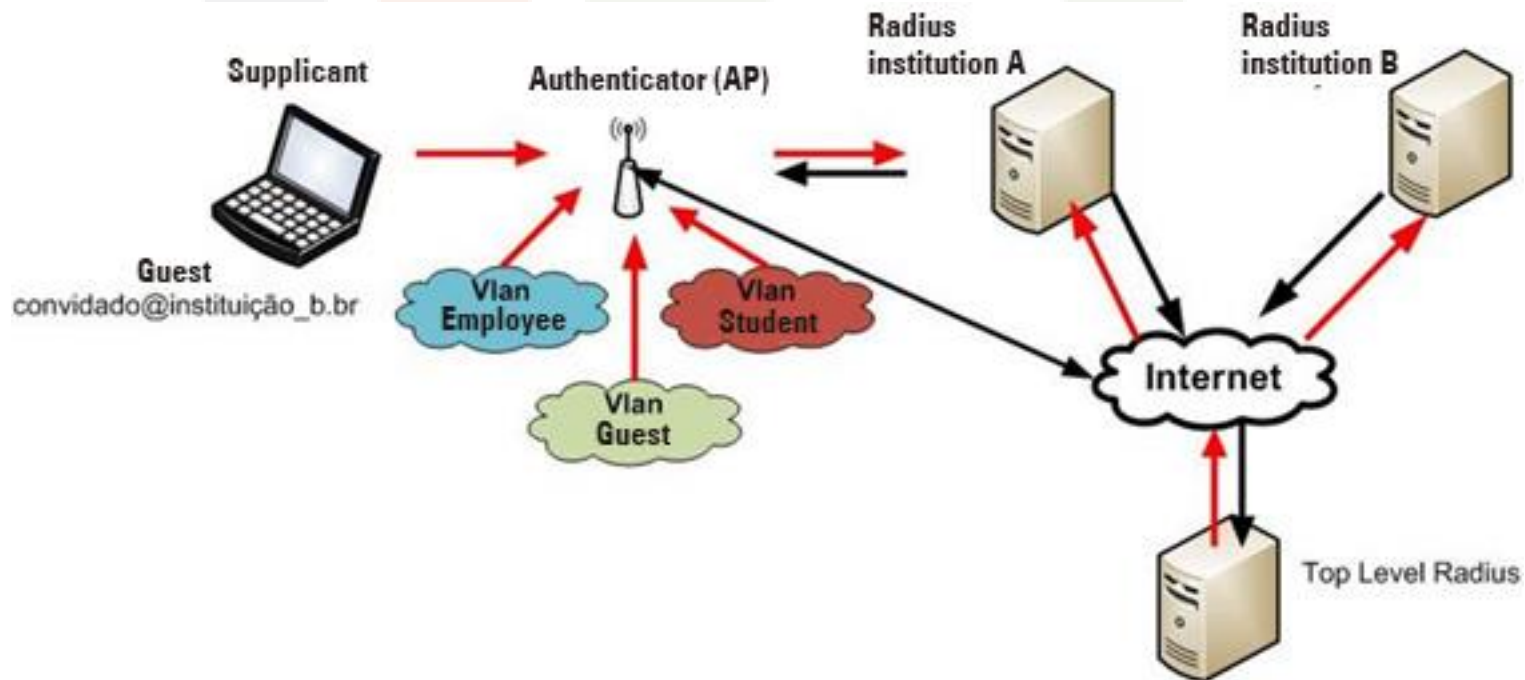 Supplicant
Authenticator (AP)
Radius
institution A
Radius
institution B
Guest
convidado@instituição_b.br
Vlan
Employee
Vlan
Student
Vlan
Guest
Internet
Top Level Radius